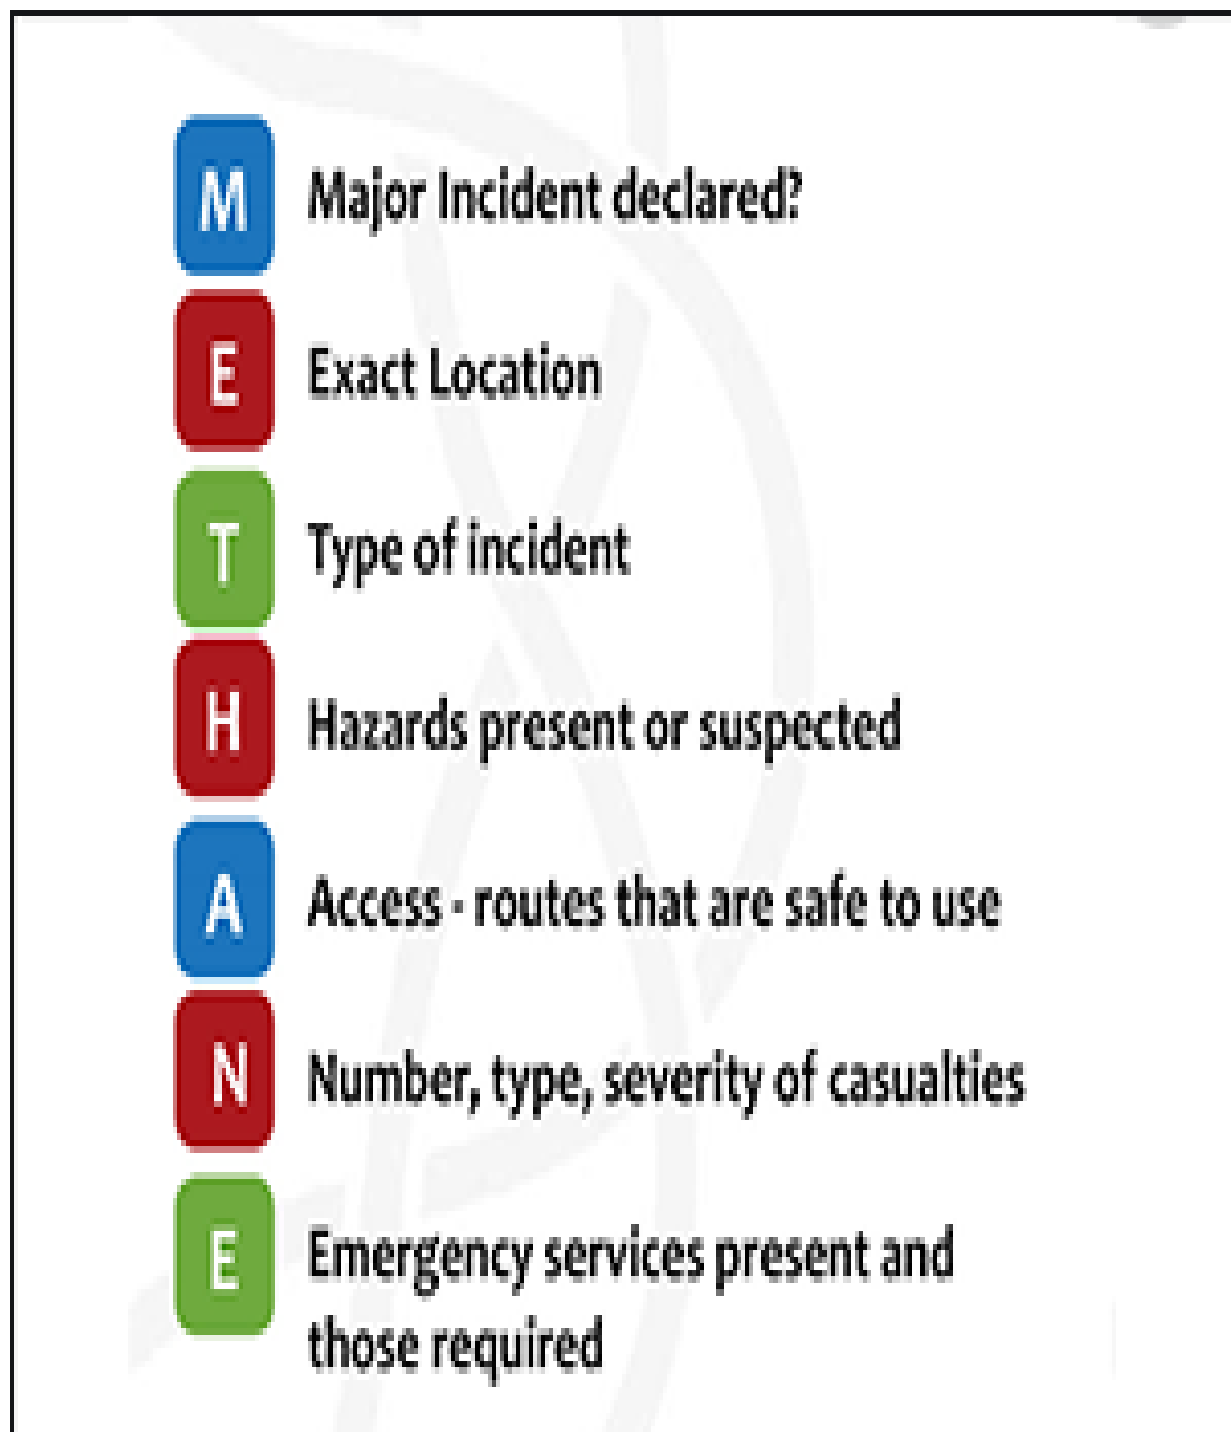 M Major Incident declared?
E Exact Location
T Type of incident
H Hazards present or suspected
A Access - routes that are safe to use
N Number, type, severity of casualties
E Emergency services present and
those required